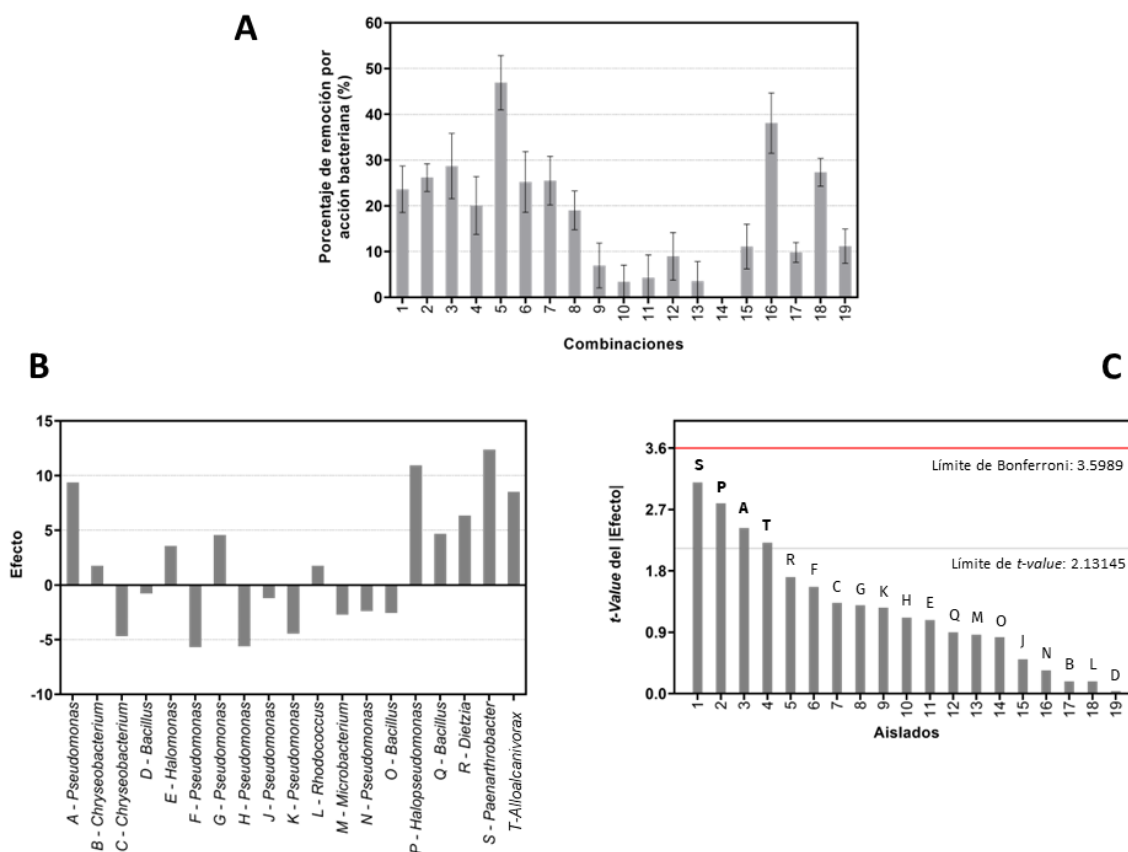 A
Porcentaje de remoción por
acción bacteriana (%)
60
50
40
30
20
10
0
1 2 3 4 5 6 7 8 9 10 11 12 13 14 15 16 17 18 19
Combinaciones
B
Efecto
15
10
5
0
-5
-10
A - Pseudomonas
B - Chryseobacterium
C - Chryseobacterium
D - Bacillus
E - Halomonas
F - Pseudomonas
G - Pseudomonas
H - Pseudomonas
J - Pseudomonas
K - Pseudomonas
L - Rhodococcus
M - Microbacterium
N - Pseudomonas
O - Bacillus
P - Halopseudomonas
Q - Bacillus
R - Dietzia
S - Paenarthrobacter
T-Alloalcanivorax
C
t-Value del |Efecto|
3.6
2.7
1.8
0.9
0.0
Límite de Bonferroni: 3.5989
Límite de t-value: 2.13145
S P A T R F C G K H E Q M O J N B L D
1 2 3 4 5 6 7 8 9 10 11 12 13 14 15 16 17 18 19
Aislados